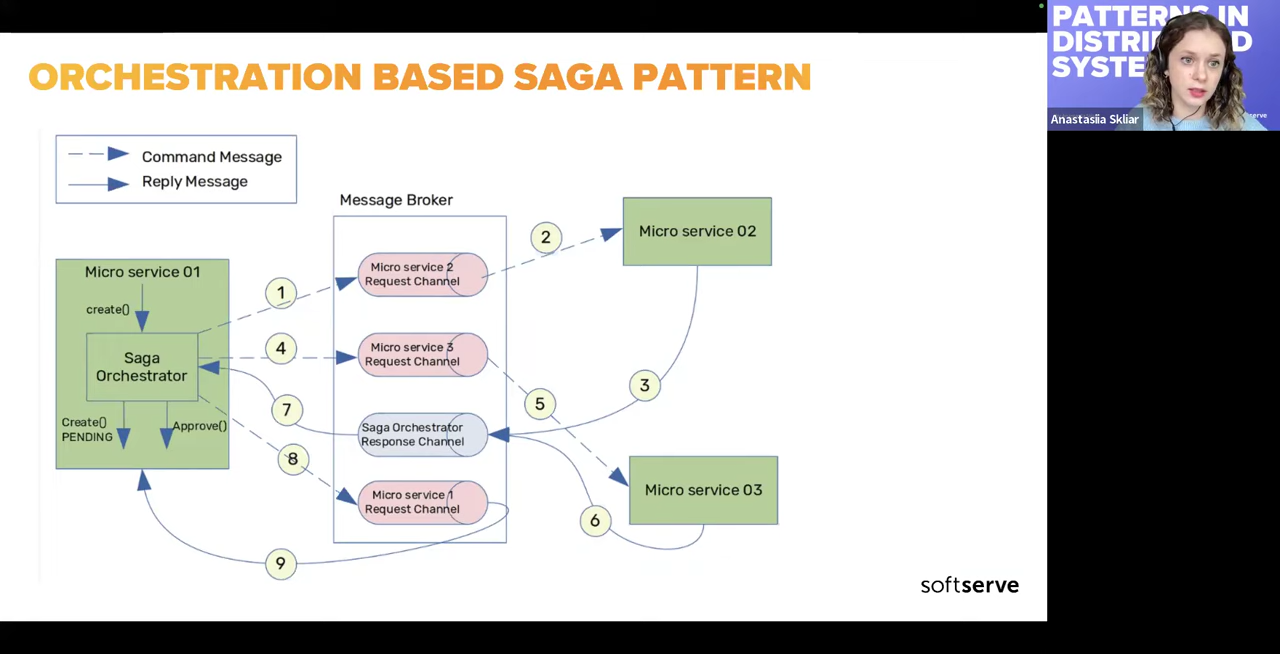 ORCHESTRATION BASED SAGA PATTERN
PATTERNS IN
DISTRI
D
SYSTE
Anastasiia Skliar
Command Message
Reply Message
Message Broker
Micro service 01
create()
Saga
Orchestrator
Create()
PENDING
Approve()
1
4
7
8
9
Micro service 2
Request Channel
Micro service 3
Request Channel
Saga Orchestrator
Response Channel
Micro service 1
Request Channel
2
Micro service 02
3
5
6
Micro service 03
softserve